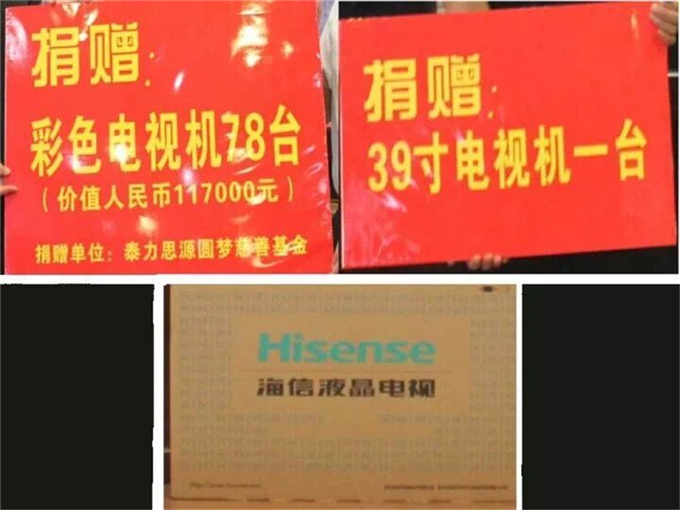 捐赠:
彩色电视机78台
(价值人民币117000元)
捐赠单位:泰力思源圆梦慈善基金
捐赠:
39寸电视机一台
Hisense
海信液晶电视